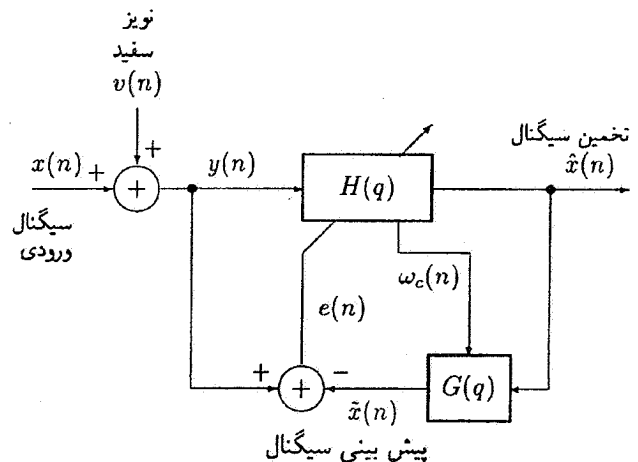 نویز
سفید
v(n)
+
x(n) +
+
y(n)
H(q)
تخمین سیگنال
x̂(n)
سیگنال
ورودی
ω_c(n)
e(n)
+
+
−
x̃(n)
G(q)
پیش بینی سیگنال